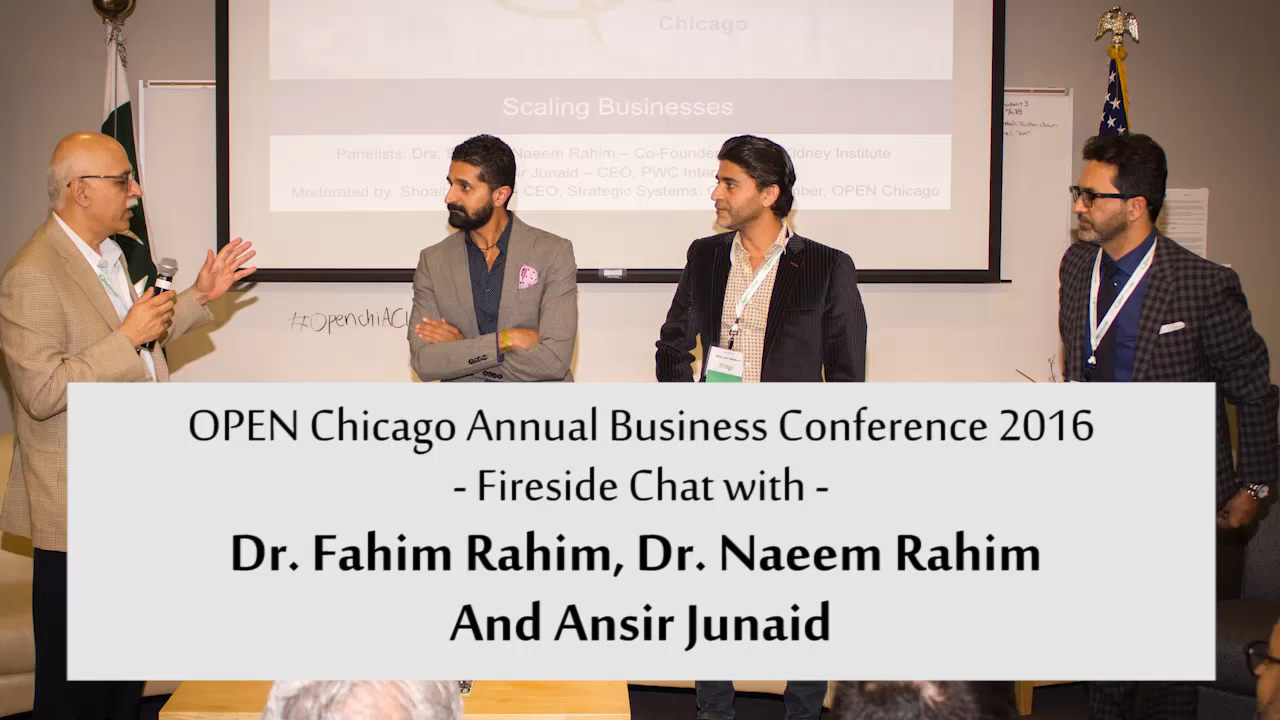 Chicago
Scaling Businesses
Panelists: Drs. Naeem Rahim – Co-Founder Kidney Institute
Junaid – CEO, PWC
Moderated by: CEO, Strategic Systems: OPEN Chicago
#OpenchiAC
OPEN Chicago Annual Business Conference 2016
- Fireside Chat with -
Dr. Fahim Rahim, Dr. Naeem Rahim
And Ansir Junaid